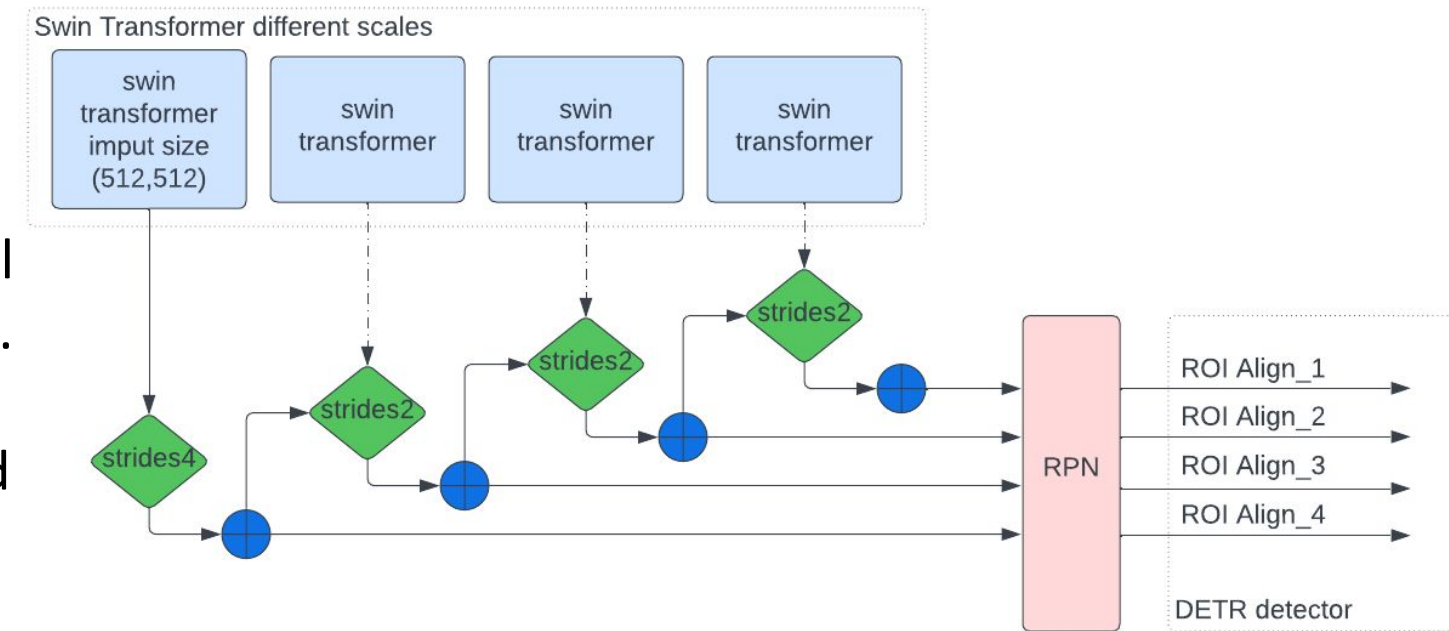 Swin Transformer different scales
swin
transformer
imput size
(512,512)
swin
transformer
swin
transformer
swin
transformer
strides2
strides2
strides2
strides4
RPN
ROI Align_1
ROI Align_2
ROI Align_3
ROI Align_4
DETR detector